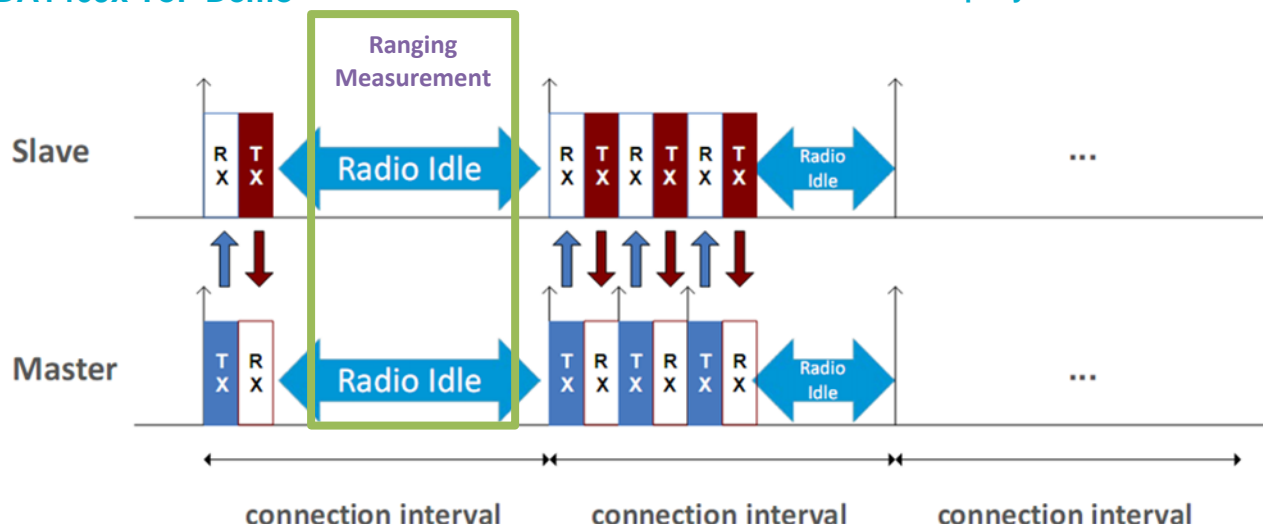 Ranging
Measurement
Slave
R
X
T
X
Radio Idle
R
X
T
X
R
X
T
X
R
X
T
X
Radio
Idle
...
Master
T
X
R
X
Radio Idle
T
X
R
X
T
X
R
X
T
X
R
X
Radio
Idle
...
connection interval
connection interval
connection interval